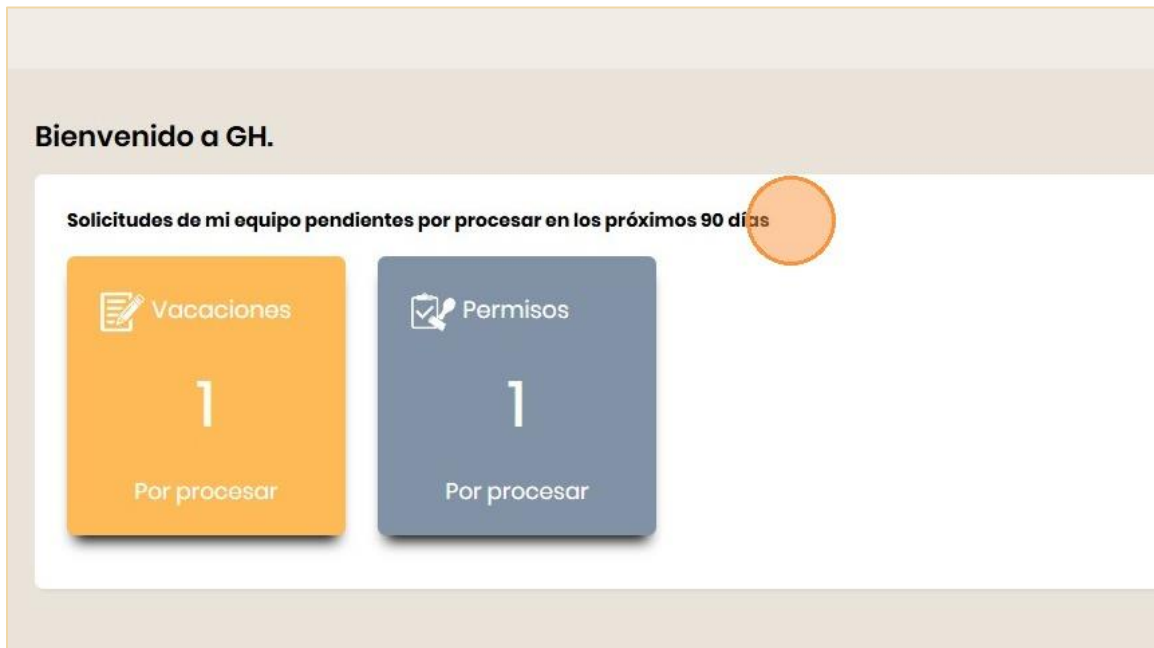 Bienvenido a GH.
Solicitudes de mi equipo pendientes por procesar en los próximos 90 días
Vacaciones
1
Por procesar
Permisos
1
Por procesar